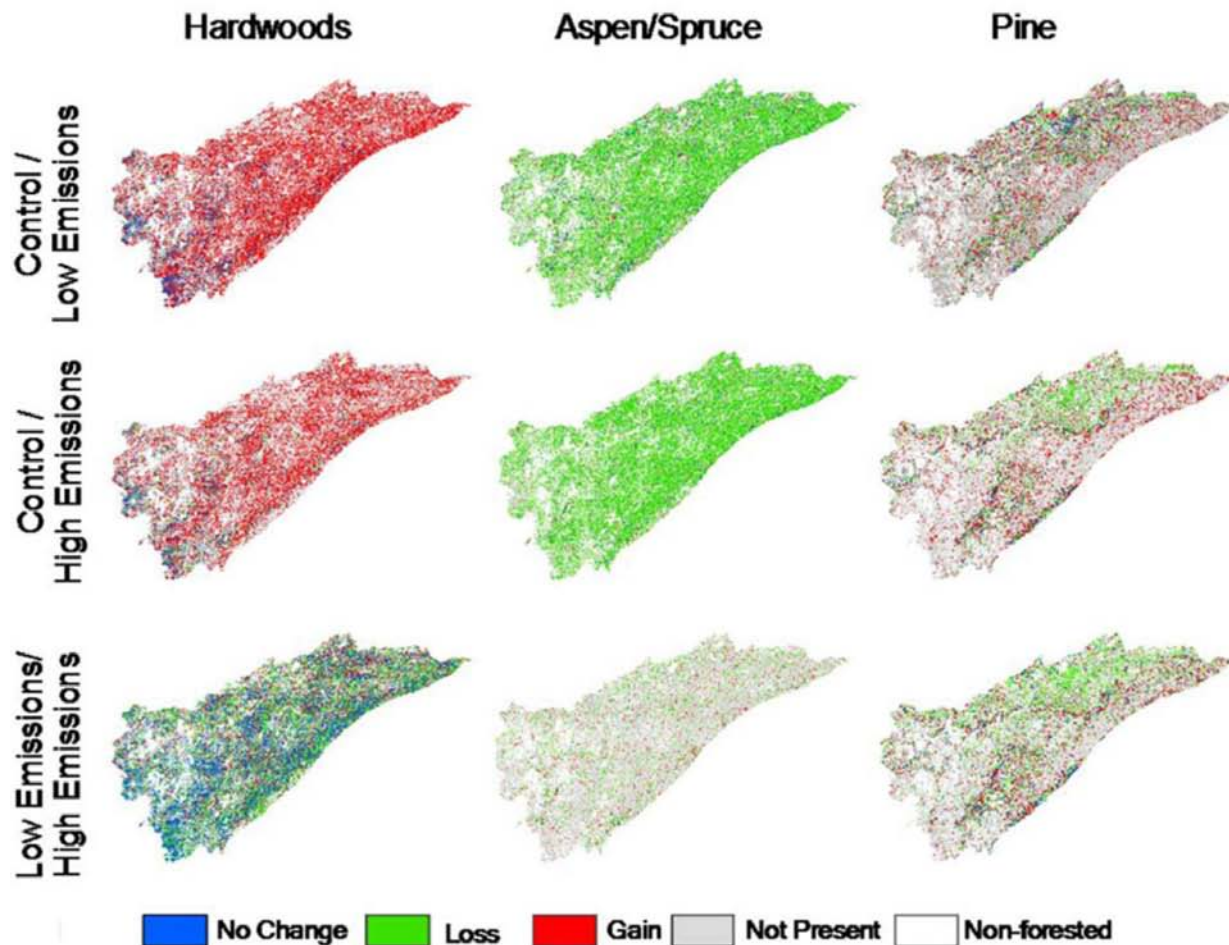 Hardwoods Aspen/Spruce Pine
Control /
Low Emissions
Control /
High Emissions
Low Emissions/
High Emissions
No Change Loss Gain Not Present Non-forested